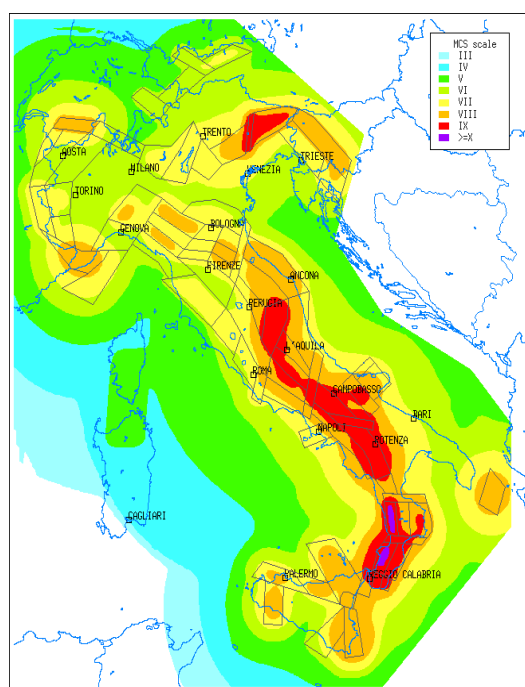 MCS scale
III
IV
V
VI
VII
VIII
IX
>=X
TRENTO
AOSTA
MILANO
TRIESTE
VENEZIA
TORINO
GENOVA
BOLOGNA
FIRENZE
ANCONA
PERUGIA
L'AQUILA
ROMA
CAMPOBASSO
NAPOLI
BARI
POTENZA
CAGLIARI
PALERMO
REGGIO CALABRIA